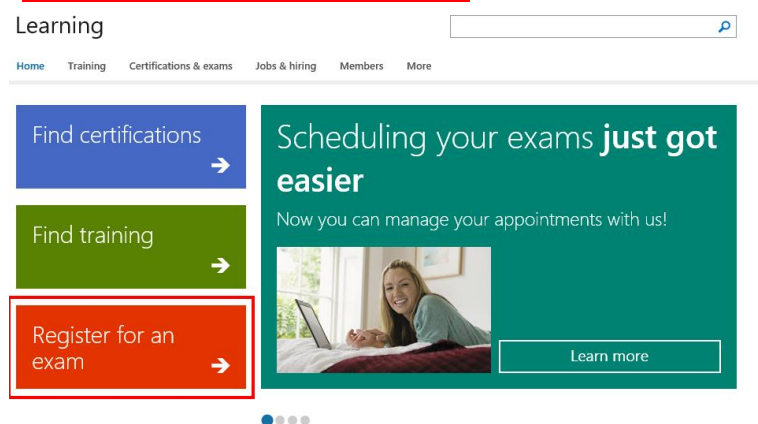 Learning
Home Training Certifications & exams Jobs & hiring Members More
Find certifications
Find training
Register for an
exam
Scheduling your exams just got
easier
Now you can manage your appointments with us!
Learn more